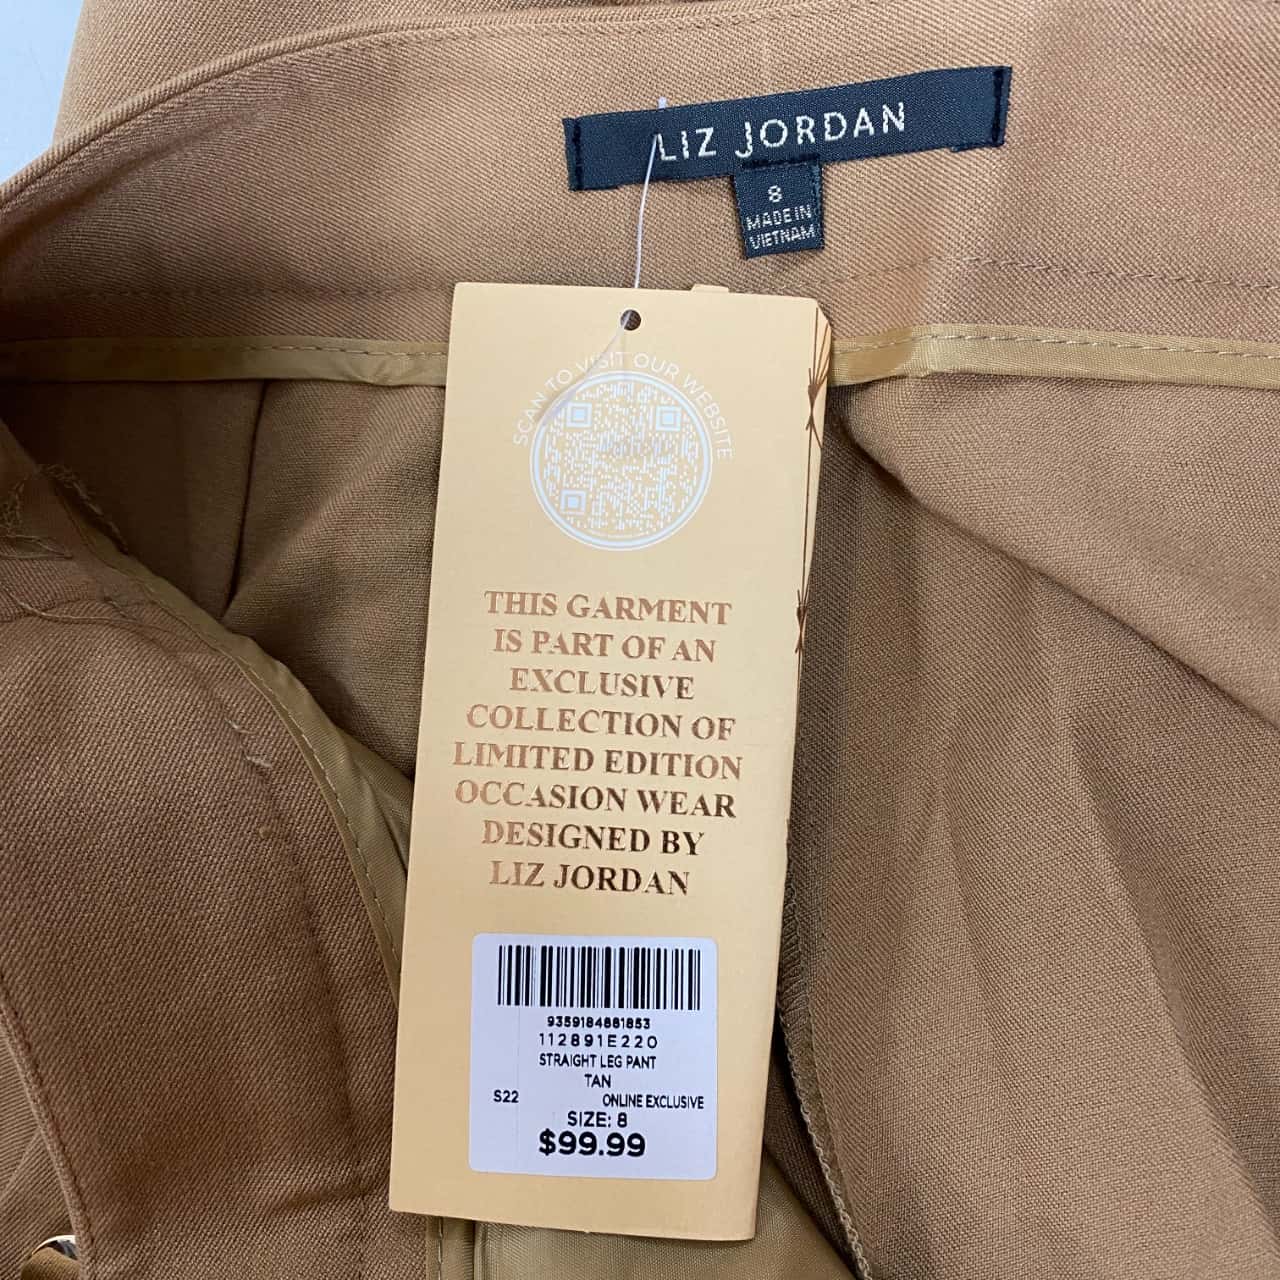 LIZ JORDAN
8
MADE IN
VIETNAM
SCAN TO VISIT OUR WEBSITE
THIS GARMENT
IS PART OF AN
EXCLUSIVE
COLLECTION OF
LIMITED EDITION
OCCASION WEAR
DESIGNED BY
LIZ JORDAN
9359184881853
112891E220
STRAIGHT LEG PANT
TAN
S22 ONLINE EXCLUSIVE
SIZE: 8
$99.99